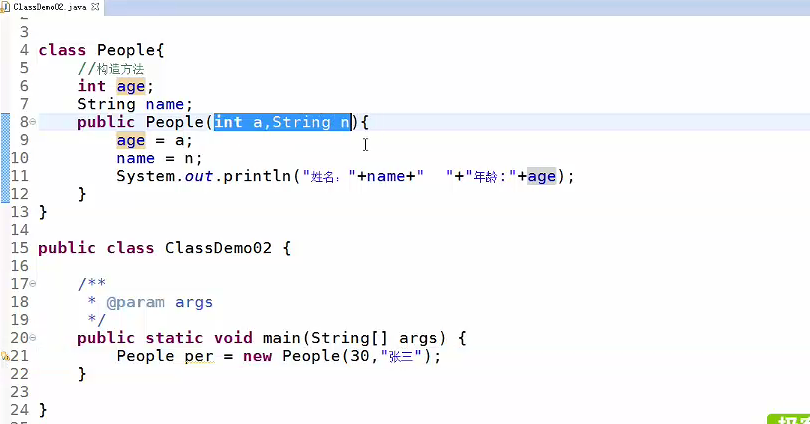 ClassDemo02.java
3
4 class People{
5 //构造方法
6 int age;
7 String name;
8 public People(int a,String n){
9 age = a;
10 name = n;
11 System.out.println("姓名："+name+"  "+"年龄:"+age);
12 }
13 }
14
15 public class ClassDemo02 {
16
17 /**
18 * @param args
19 */
20 public static void main(String[] args) {
21 People per = new People(30,"张三");
22 }
23
24 }